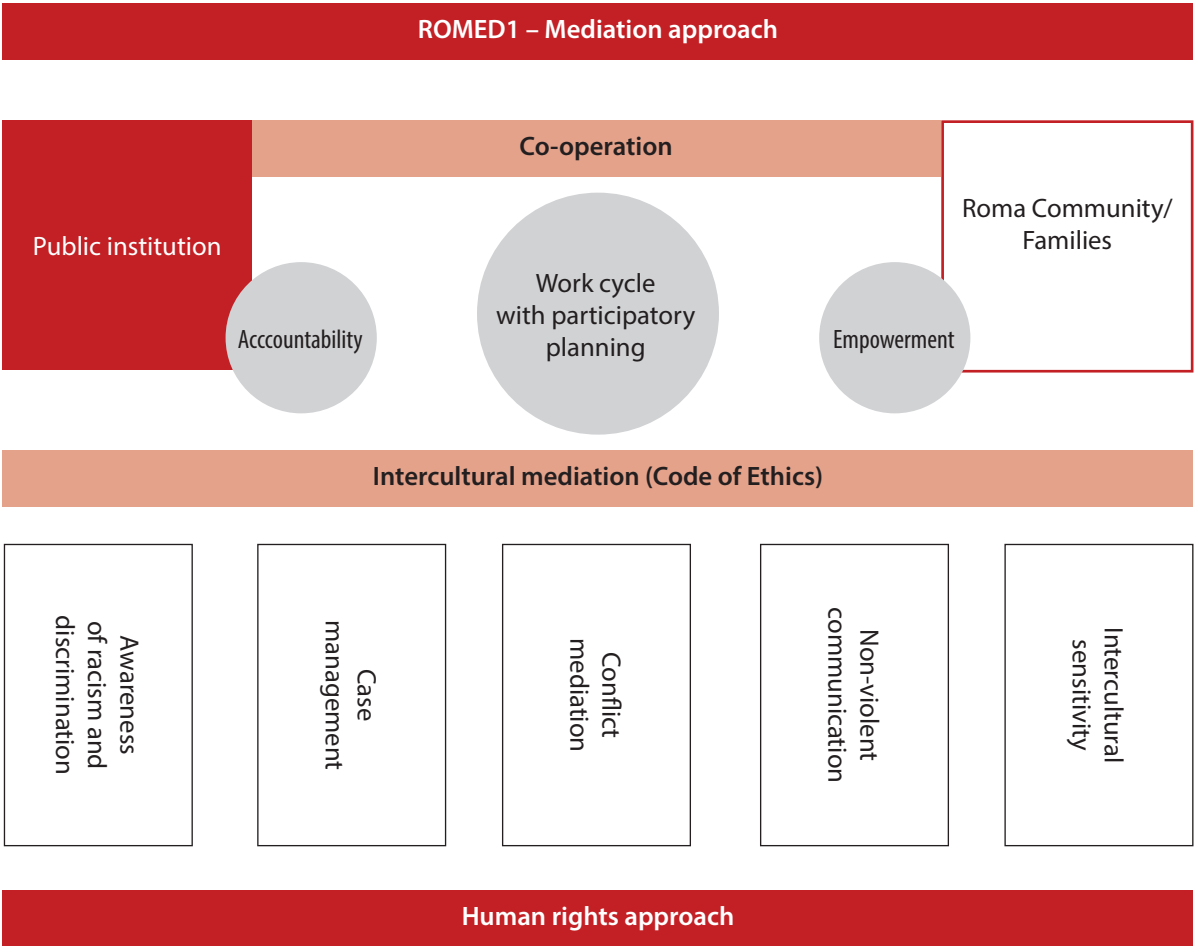 ROMED1 – Mediation approach
Co-operation
Public institution
Roma Community/
Families
Work cycle
with participatory
planning
Acccountability
Empowerment
Intercultural mediation (Code of Ethics)
Awareness
of racism and
discrimination
Case
management
Conflict
mediation
Non-violent
communication
Intercultural
sensitivity
Human rights approach